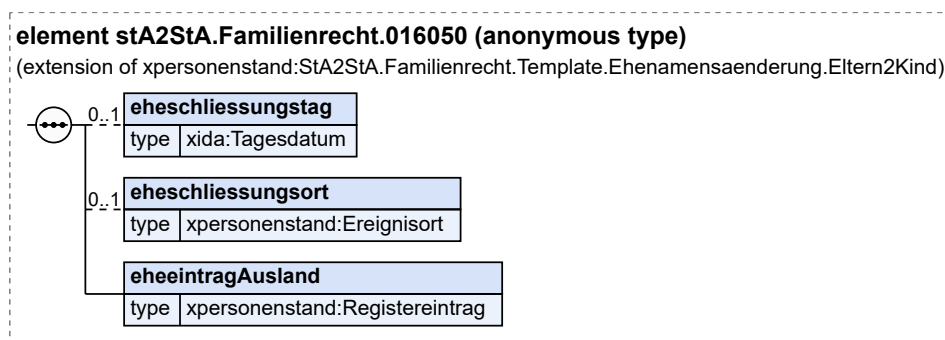 element stA2StA.Familienrecht.016050 (anonymous type)
(extension of xpersonenstand:StA2StA.Familienrecht.Template.Ehenamensaenderung.Eltern2Kind)
0..1 eheschliessungstag
type xida:Tagesdatum
0..1 eheschliessungsort
type xpersonenstand:Ereignisort
eheeintragAusland
type xpersonenstand:Registereintrag